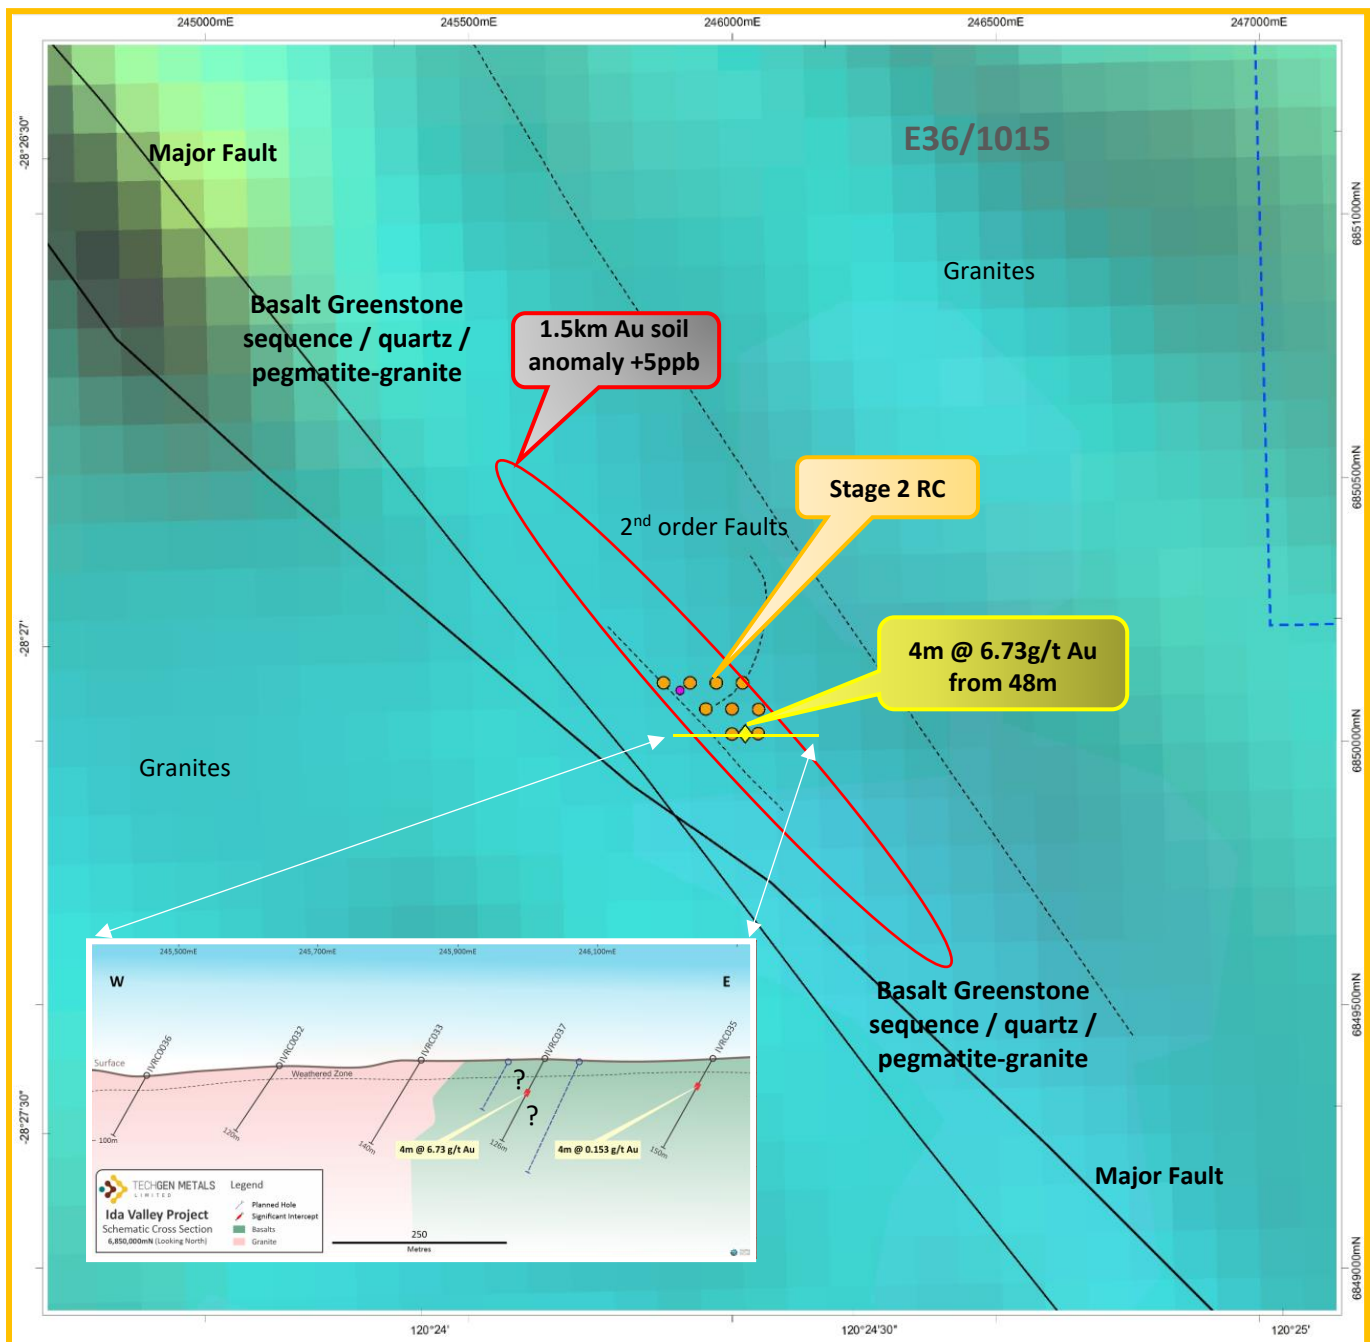 245000mE
245500mE
246000mE
246500mE
247000mE
-28°26'30"
-28°27'
-28°27'30"
6851000mN
6850500mN
6850000mN
6849500mN
6849000mN
E36/1015
Major Fault
Granites
Basalt Greenstone
sequence / quartz /
pegmatite-granite
1.5km Au soil
anomaly +5ppb
Stage 2 RC
2nd order Faults
4m @ 6.73g/t Au
from 48m
Granites
Basalt Greenstone
sequence / quartz /
pegmatite-granite
Major Fault
245,500mE
245,700mE
245,900mE
246,100mE
W
E
IVRC0036
IVRC0032
IVRC033
IVRC037
IVRC035
Surface
Weathered Zone
?
?
100m
120m
140m
126m
150m
4m @ 6.73 g/t Au
4m @ 0.153 g/t Au
TECHGEN METALS
LIMITED
Ida Valley Project
Schematic Cross Section
6,850,000mN (Looking North)
Legend
Planned Hole
Significant Intercept
Basalts
Granite
250
Metres
120°24'
120°24'30"
120°25'